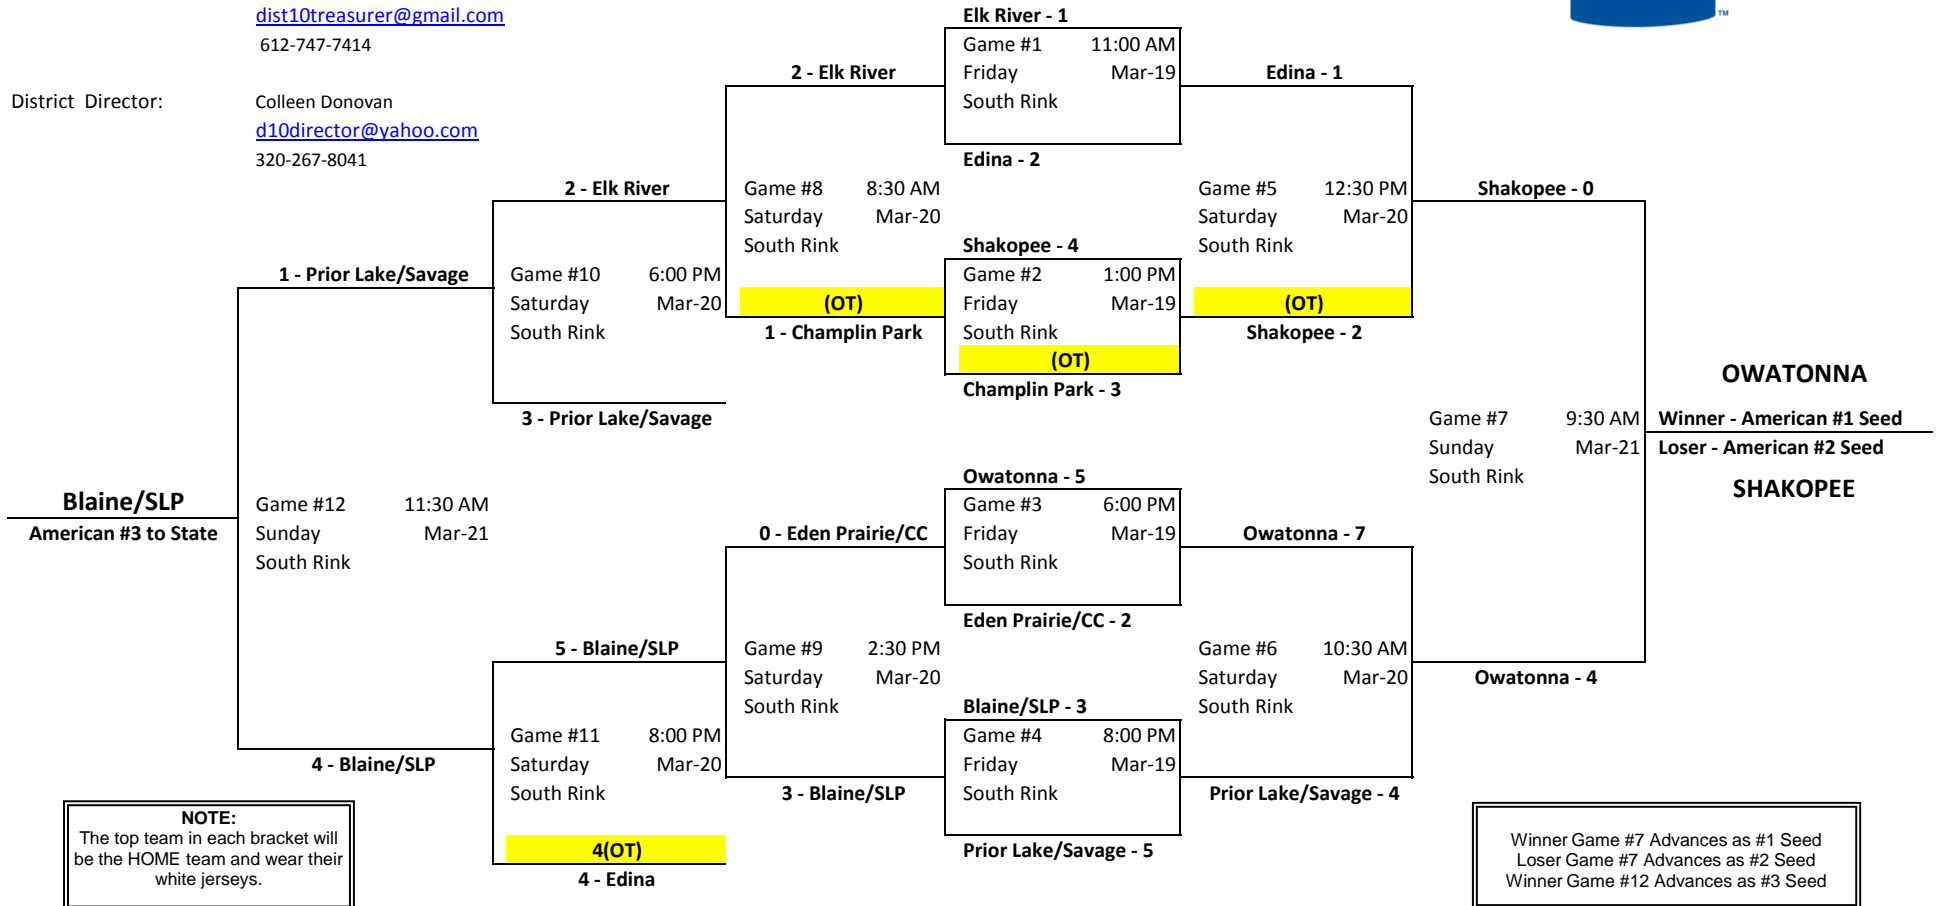 dist10treasurer@gmail.com
612-747-7414
District Director:
Colleen Donovan
d10director@yahoo.com
320-267-8041
TM
Elk River - 1
Game #1 11:00 AM
Friday Mar-19
South Rink
Edina - 2
2 - Elk River
Edina - 1
2 - Elk River
Game #8 8:30 AM
Saturday Mar-20
South Rink
(OT)
1 - Champlin Park
Shakopee - 4
Game #2 1:00 PM
Friday Mar-19
South Rink
(OT)
Champlin Park - 3
Game #5 12:30 PM
Saturday Mar-20
South Rink
(OT)
Shakopee - 2
Shakopee - 0
1 - Prior Lake/Savage
Game #10 6:00 PM
Saturday Mar-20
South Rink
3 - Prior Lake/Savage
OWATONNA
Game #7 9:30 AM
Sunday Mar-21
South Rink
Winner - American #1 Seed
Loser - American #2 Seed
SHAKOPEE
Blaine/SLP
American #3 to State
Game #12 11:30 AM
Sunday Mar-21
South Rink
Owatonna - 5
Game #3 6:00 PM
Friday Mar-19
South Rink
Eden Prairie/CC - 2
0 - Eden Prairie/CC
Owatonna - 7
5 - Blaine/SLP
Game #9 2:30 PM
Saturday Mar-20
South Rink
3 - Blaine/SLP
Blaine/SLP - 3
Game #4 8:00 PM
Friday Mar-19
South Rink
Prior Lake/Savage - 5
Game #6 10:30 AM
Saturday Mar-20
South Rink
Prior Lake/Savage - 4
Owatonna - 4
4 - Blaine/SLP
Game #11 8:00 PM
Saturday Mar-20
South Rink
4(OT)
4 - Edina
NOTE:
The top team in each bracket will
be the HOME team and wear their
white jerseys.
Winner Game #7 Advances as #1 Seed
Loser Game #7 Advances as #2 Seed
Winner Game #12 Advances as #3 Seed